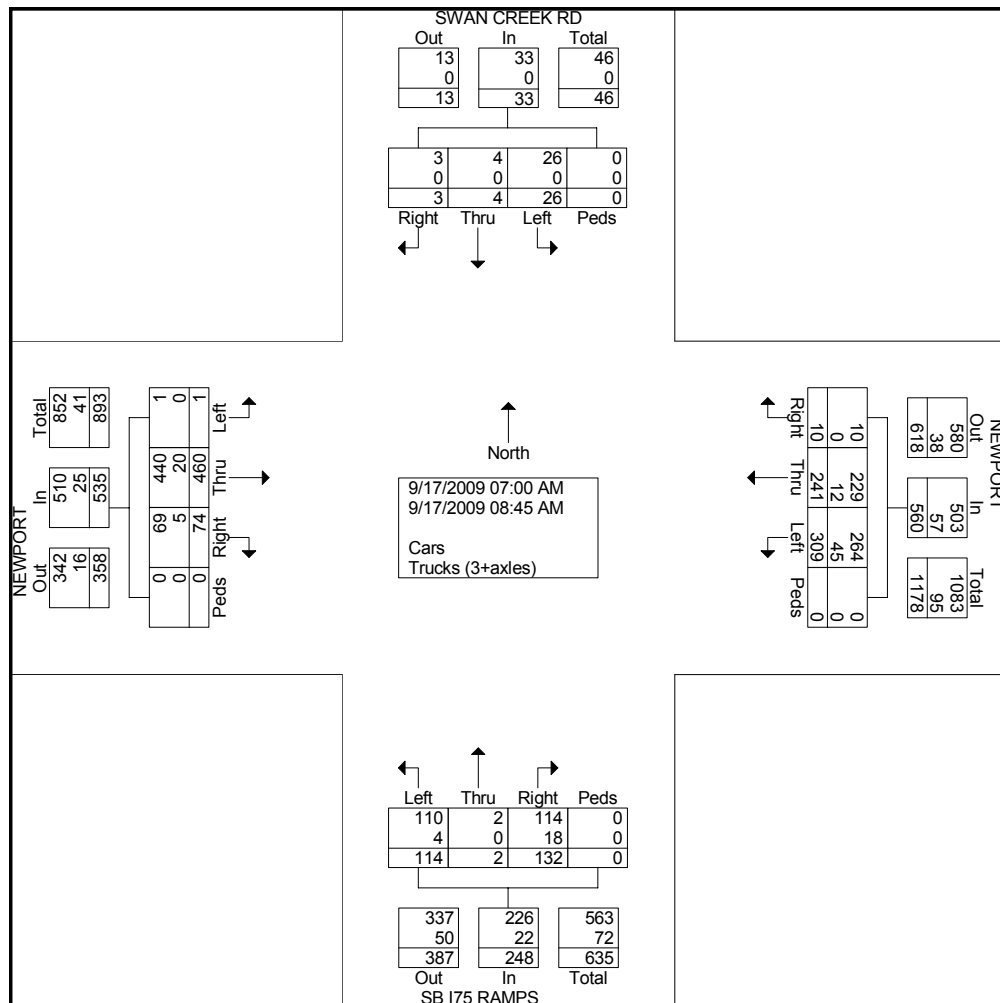 SWAN CREEK RD
Out In Total
13 33 46
0 0 0
13 33 46
3 4 26 0
0 0 0 0
3 4 26 0
Right Thru Left Peds
NEWPORT
Total In Out
852 510 342
41 25 16
893 535 358
1 440 69 0
0 20 5 0
1 460 74 0
Left Thru Right Peds
North
9/17/2009 07:00 AM
9/17/2009 08:45 AM
Cars
Trucks (3+axles)
Right Thru Left Peds
10 229 264 0
0 12 45 0
10 241 309 0
NEWPORT
Out In Total
580 503 1083
38 57 95
618 560 1178
Left Thru Right Peds
110 2 114 0
4 0 18 0
114 2 132 0
337 226 563
50 22 72
387 248 635
Out In Total
SB I75 RAMPS